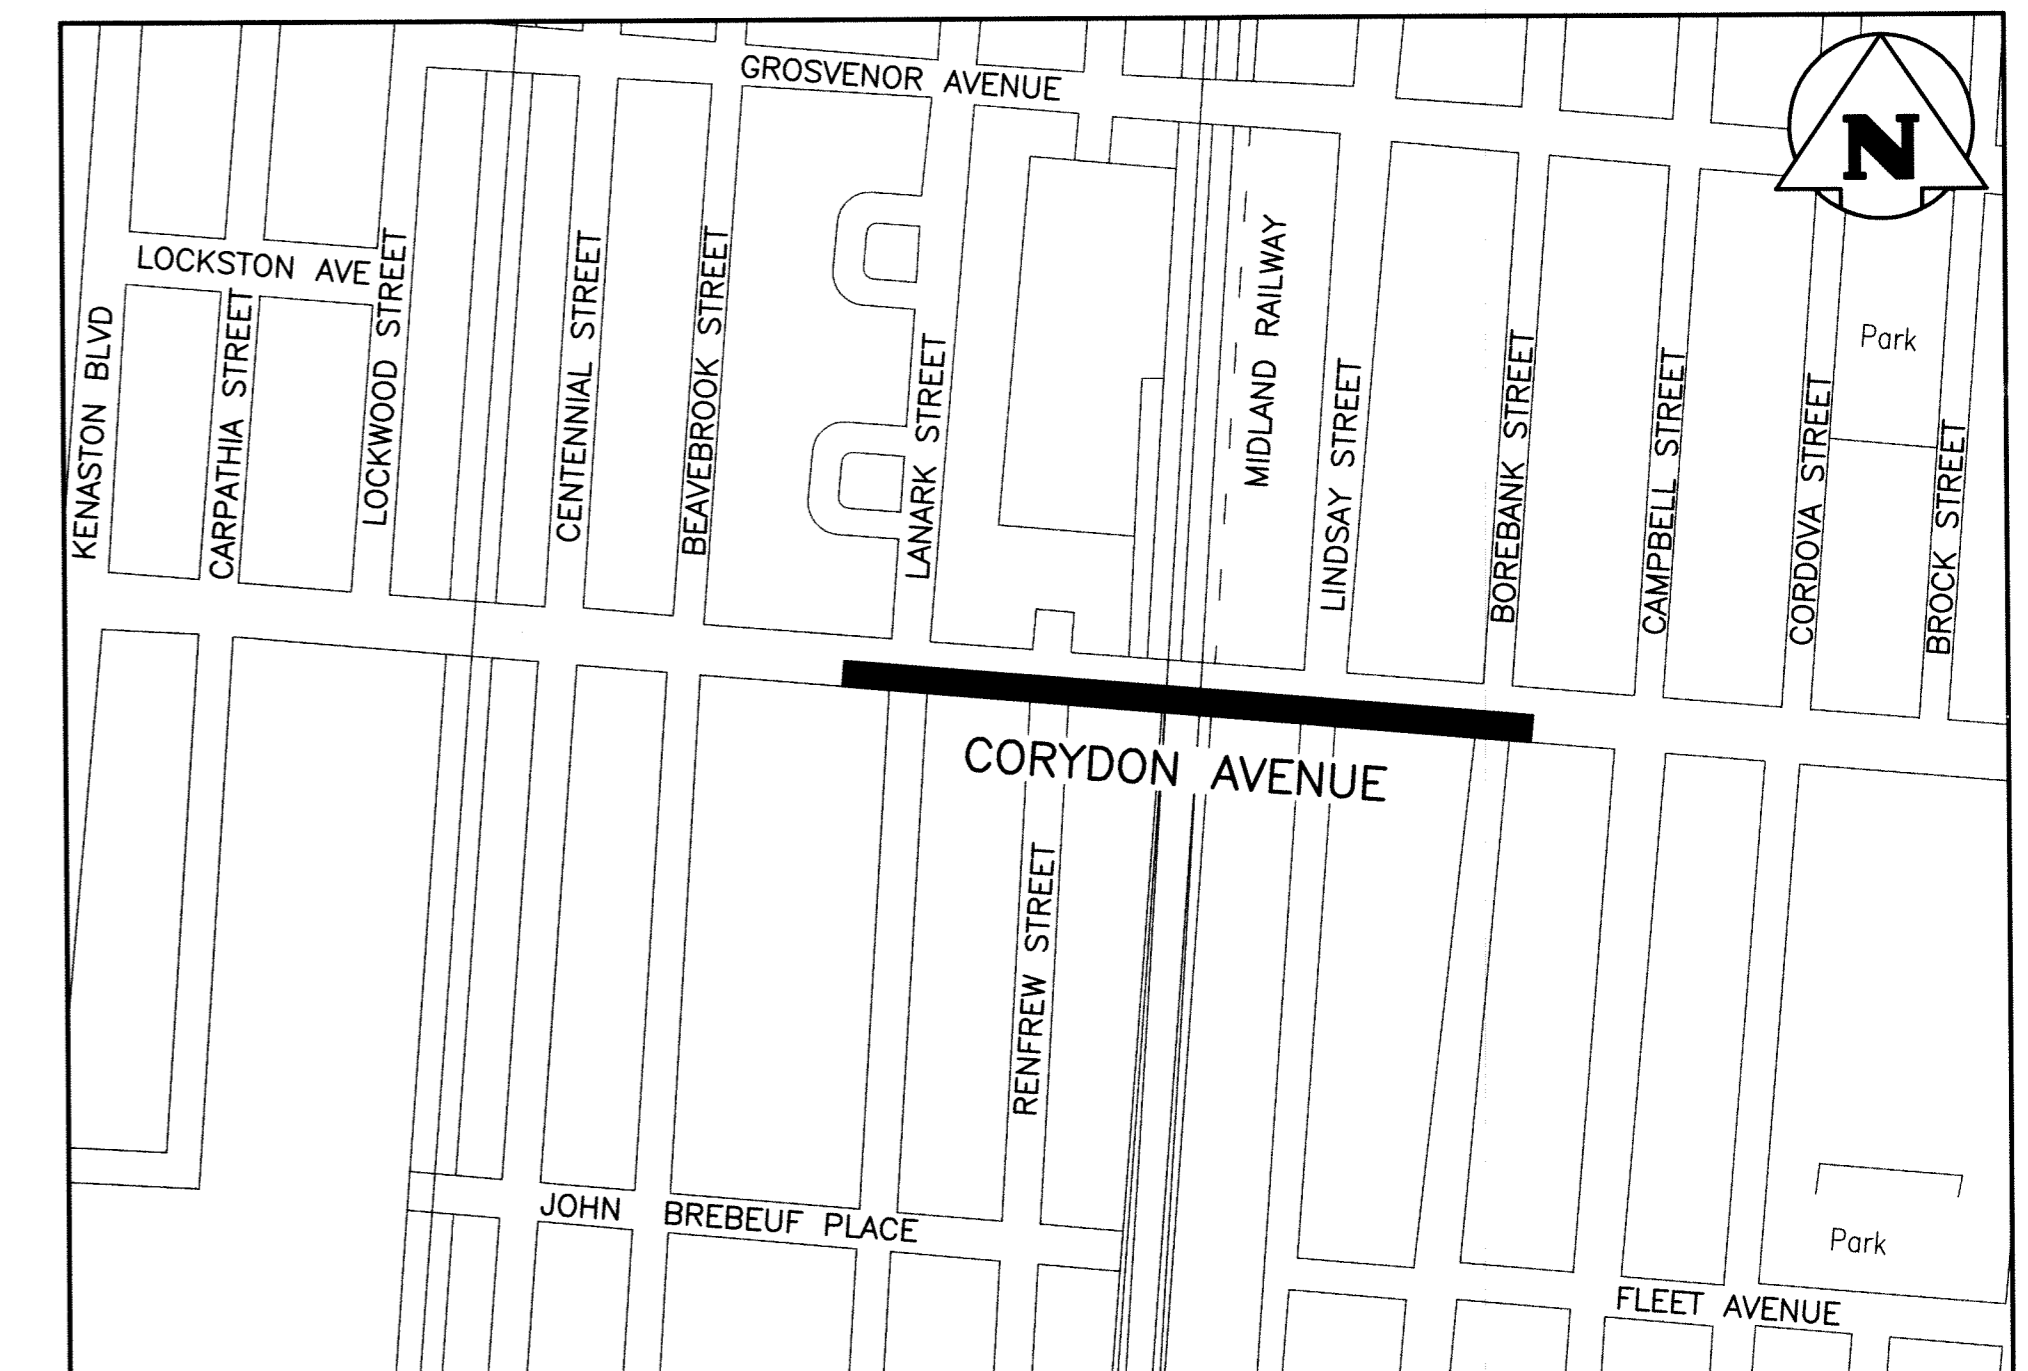 GROSVENOR AVENUE
N
LOCKSTON AVE
KENASTON BLVD
CARPATHIA STREET
LOCKWOOD STREET
CENTENNIAL STREET
BEAVEBROOK STREET
LANARK STREET
MIDLAND RAILWAY
LINDSAY STREET
BOREBANK STREET
CAMPBELL STREET
CORDOVA STREET
Park
BROCK STREET
CORYDON AVENUE
RENFREW STREET
JOHN BREBEUF PLACE
Park
FLEET AVENUE